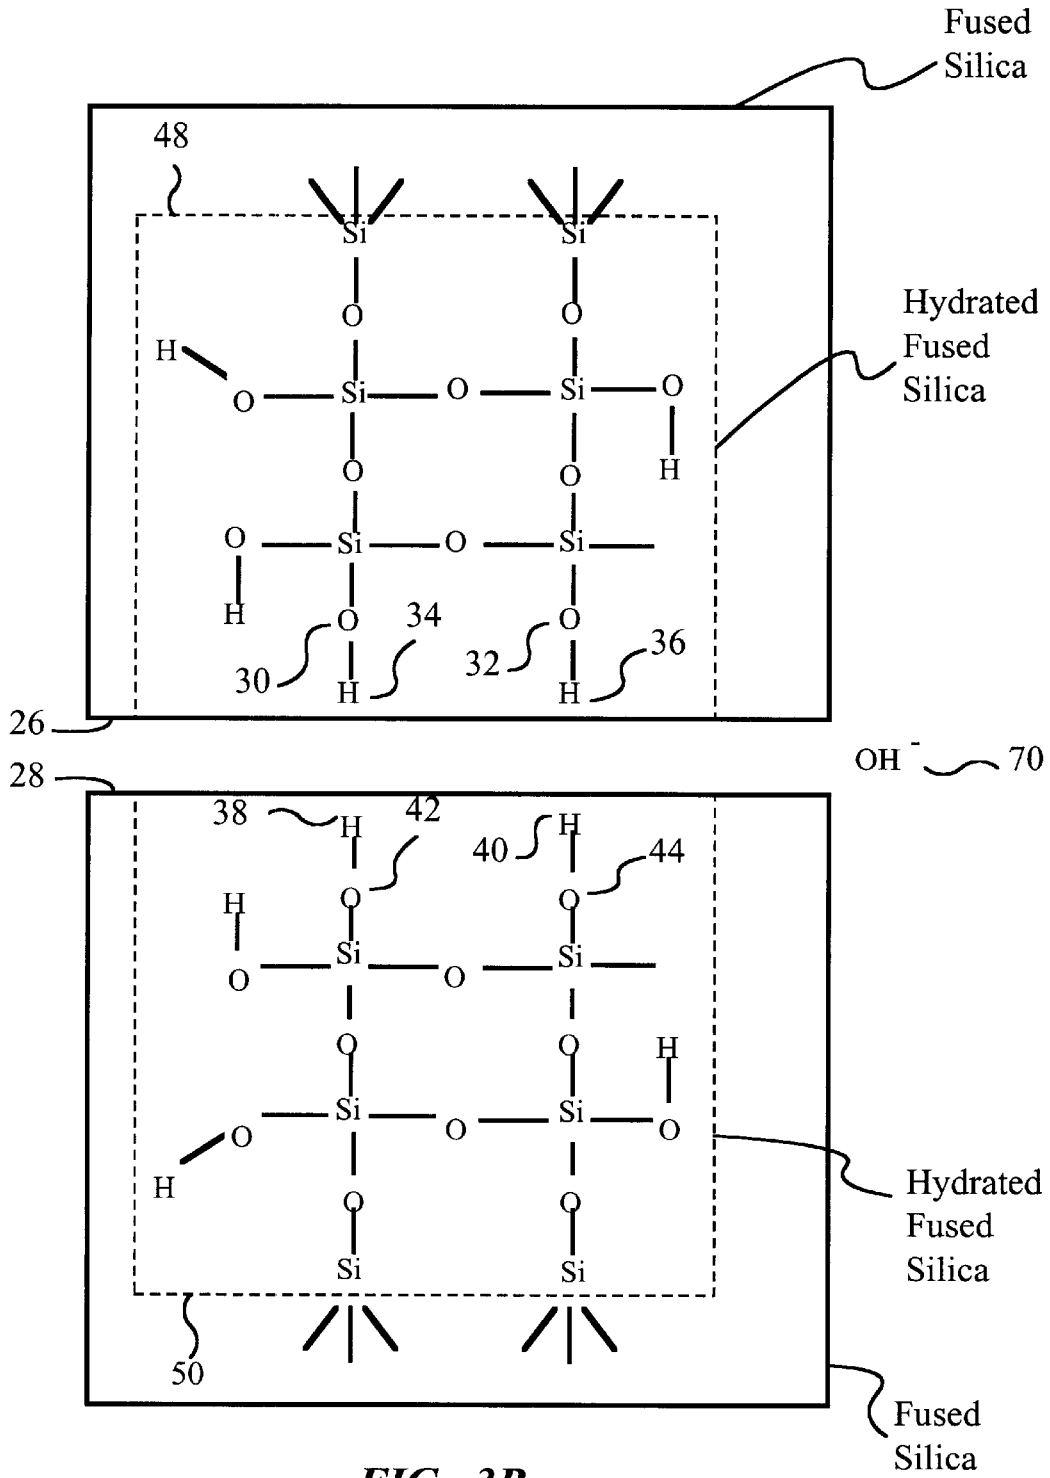 Fused
Silica
48
Si Si
O O
Hydrated
Fused
Silica
H
O Si O Si O
H
O O
O Si O Si
H
O 34 O
30 H 32 H 36
26
OH - 70
28
38 H 42 H
40 44
H O O
O Si O Si
O O H
O Si O Si O
H
O O
Hydrated
Fused
Silica
Si Si
50
Fused
Silica
FIG. 3B